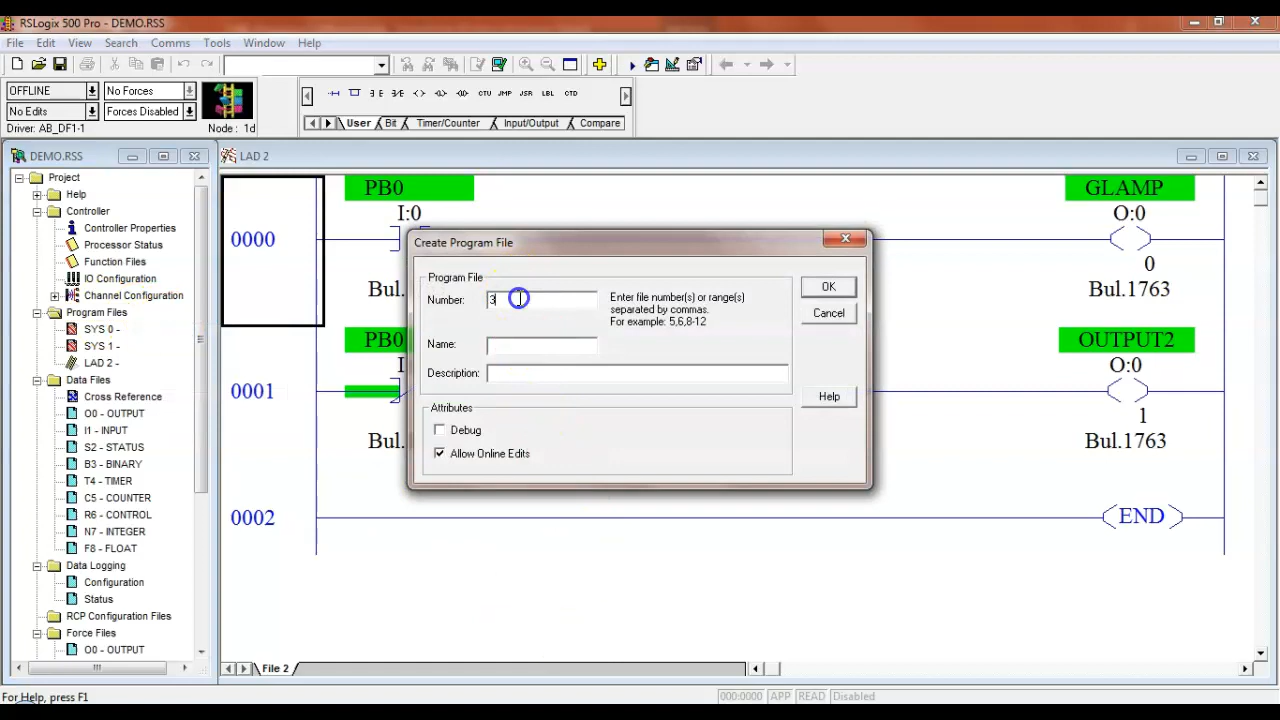 RSLogix 500 Pro - DEMO.RSS
File Edit View Search Comms Tools Window Help
OFFLINE No Forces
No Edits Forces Disabled
Driver: AB_DF1-1 Node : 1d
CTU JMP JSR LBL CTD
User Bit Timer/Counter Input/Output Compare
DEMO.RSS
Project
Help
Controller
Controller Properties
Processor Status
Function Files
IO Configuration
Channel Configuration
Program Files
SYS 0 -
SYS 1 -
LAD 2 -
Data Files
Cross Reference
O0 - OUTPUT
I1 - INPUT
S2 - STATUS
B3 - BINARY
T4 - TIMER
C5 - COUNTER
R6 - CONTROL
N7 - INTEGER
F8 - FLOAT
Data Logging
Configuration
Status
RCP Configuration Files
Force Files
O0 - OUTPUT
LAD 2
PB0 GLAMP
I:0 O:0
0000
0
Bul. Bul.1763
PB0 OUTPUT2
I O:0
0001
1
Bul. Bul.1763
0002 END
Create Program File
Program File
Number: 3
Enter file number(s) or range(s)
separated by commas.
For example: 5,6,8-12
Name:
Description:
Attributes
Debug
Allow Online Edits
OK
Cancel
Help
File 2
For Help, press F1
000:0000 APP READ Disabled